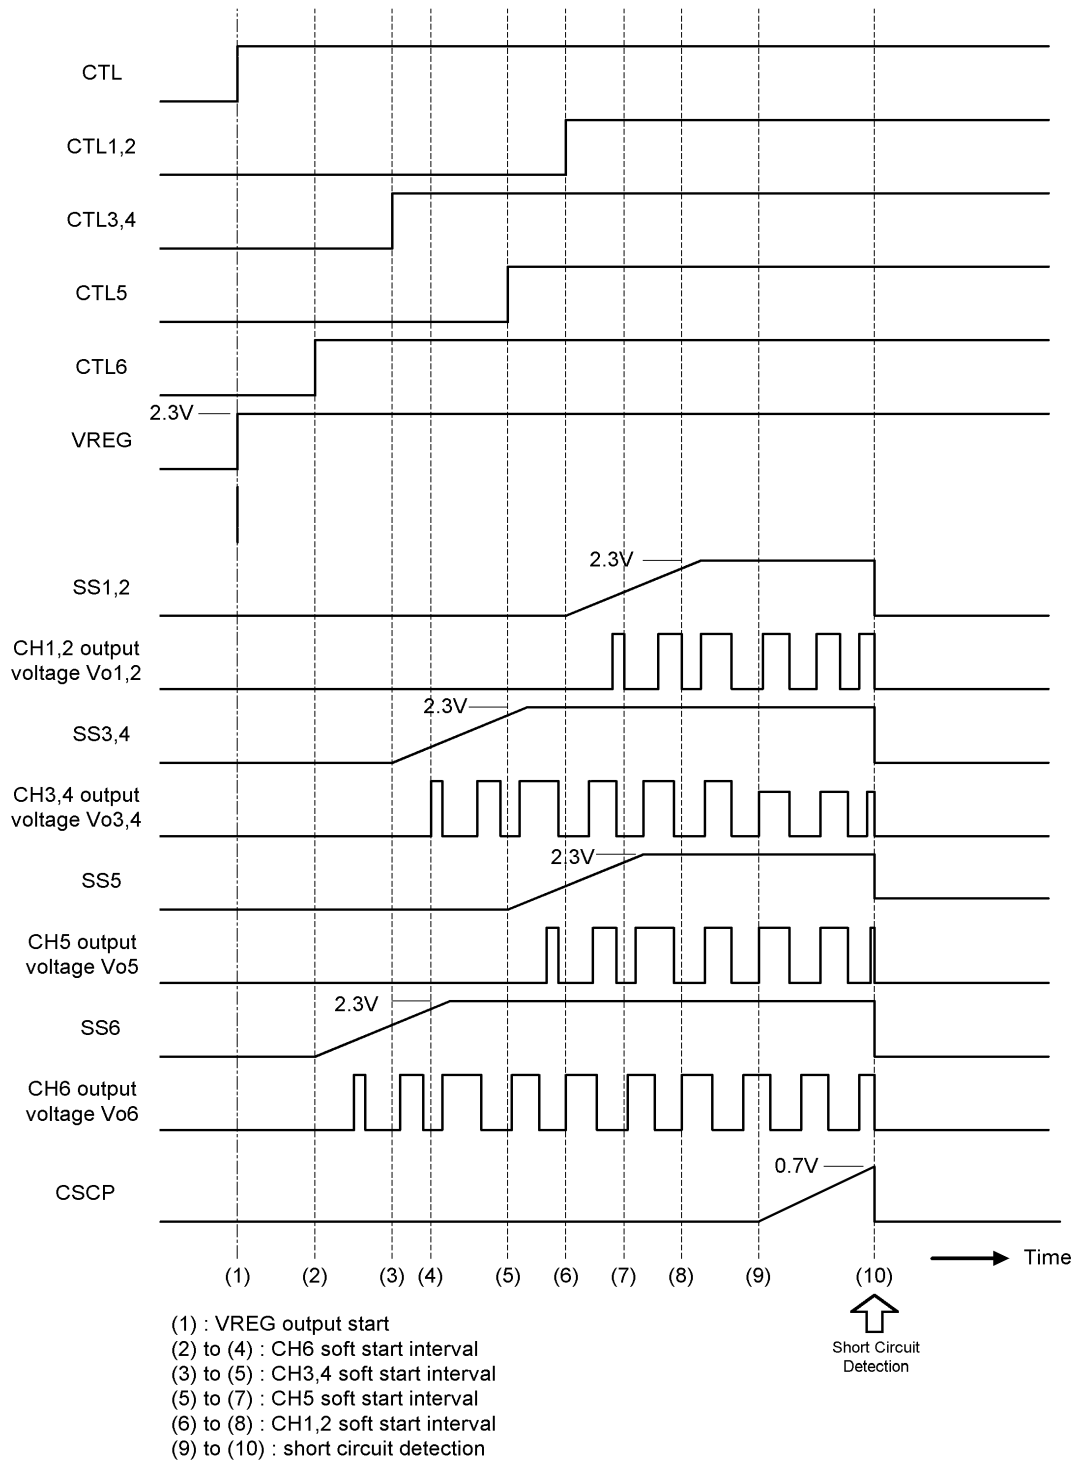 CTL
CTL1,2
CTL3,4
CTL5
CTL6
2.3V
VREG
2.3V
SS1,2
CH1,2 output
voltage Vo1,2
2.3V
SS3,4
CH3,4 output
voltage Vo3,4
2.3V
SS5
CH5 output
voltage Vo5
2.3V
SS6
CH6 output
voltage Vo6
0.7V
CSCP
Time
(1) (2) (3) (4) (5) (6) (7) (8) (9) (10)
Short Circuit
Detection
(1) : VREG output start
(2) to (4) : CH6 soft start interval
(3) to (5) : CH3,4 soft start interval
(5) to (7) : CH5 soft start interval
(6) to (8) : CH1,2 soft start interval
(9) to (10) : short circuit detection